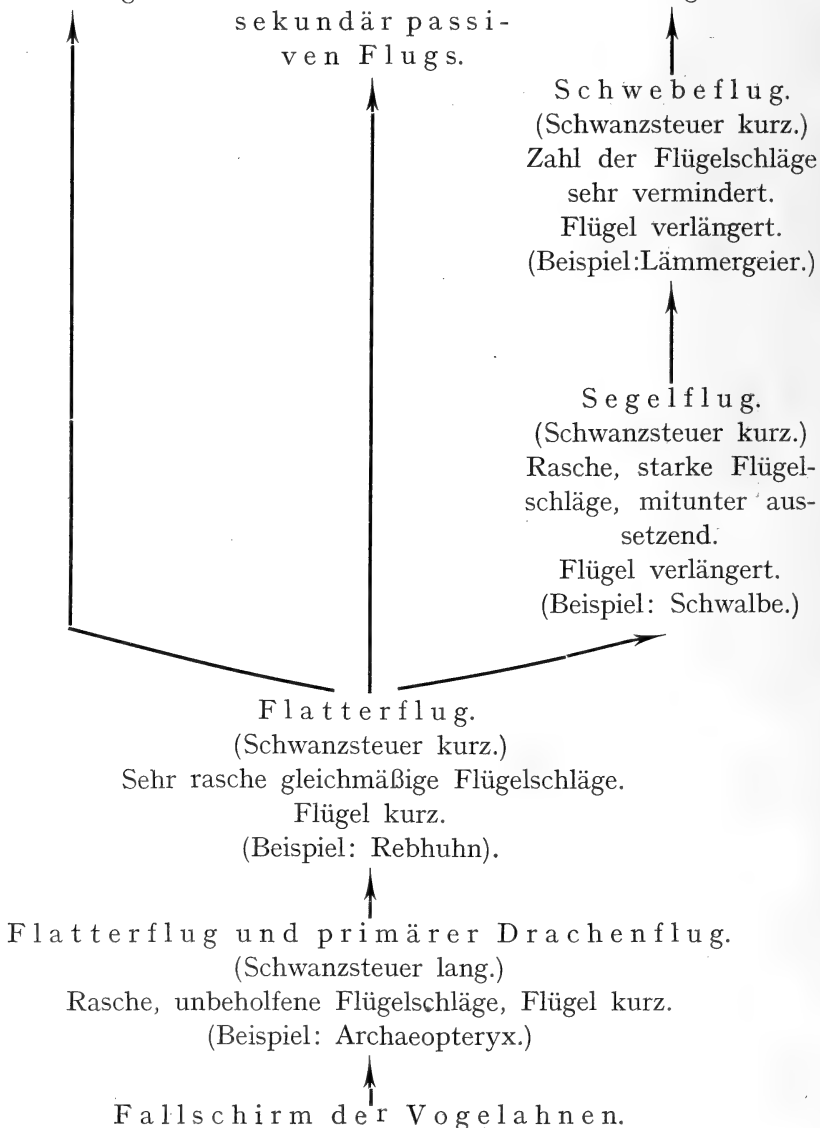 sekundär passi-
ven Flugs.
Schwebeflug.
(Schwanzsteuer kurz.)
Zahl der Flügelschläge
sehr vermindert.
Flügel verlängert.
(Beispiel:Lämmergeier.)
Segelflug.
(Schwanzsteuer kurz.)
Rasche, starke Flügel-
schläge, mitunter aus-
setzend.
Flügel verlängert.
(Beispiel: Schwalbe.)
Flatterflug.
(Schwanzsteuer kurz.)
Sehr rasche gleichmäßige Flügelschläge.
Flügel kurz.
(Beispiel: Rebhuhn).
Flatterflug und primärer Drachenflug.
(Schwanzsteuer lang.)
Rasche, unbeholfene Flügelschläge, Flügel kurz.
(Beispiel: Archaeopteryx.)
Fallschirm der Vogelahnen.